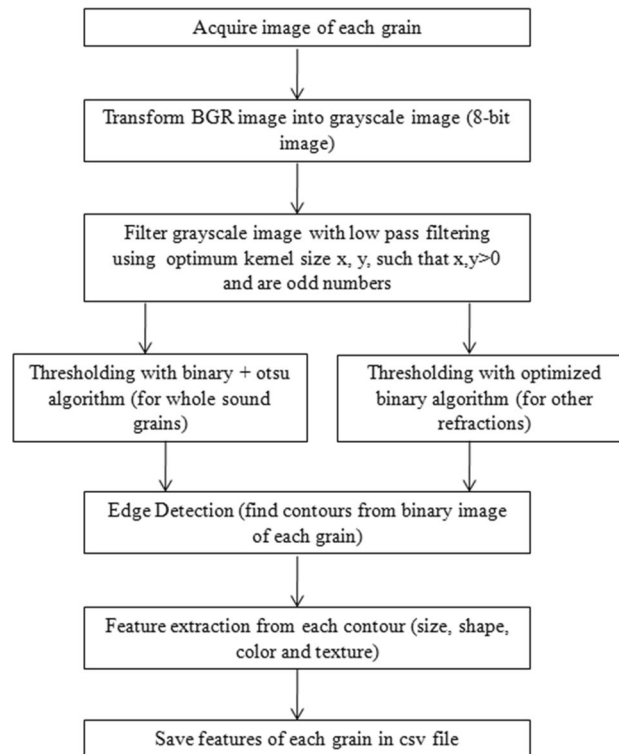 Acquire image of each grain
Transform BGR image into grayscale image (8-bit
image)
Filter grayscale image with low pass filtering
using optimum kernel size x, y, such that x,y>0
and are odd numbers
Thresholding with binary + otsu
algorithm (for whole sound
grains)
Thresholding with optimized
binary algorithm (for other
refractions)
Edge Detection (find contours from binary image
of each grain)
Feature extraction from each contour (size, shape,
color and texture)
Save features of each grain in csv file